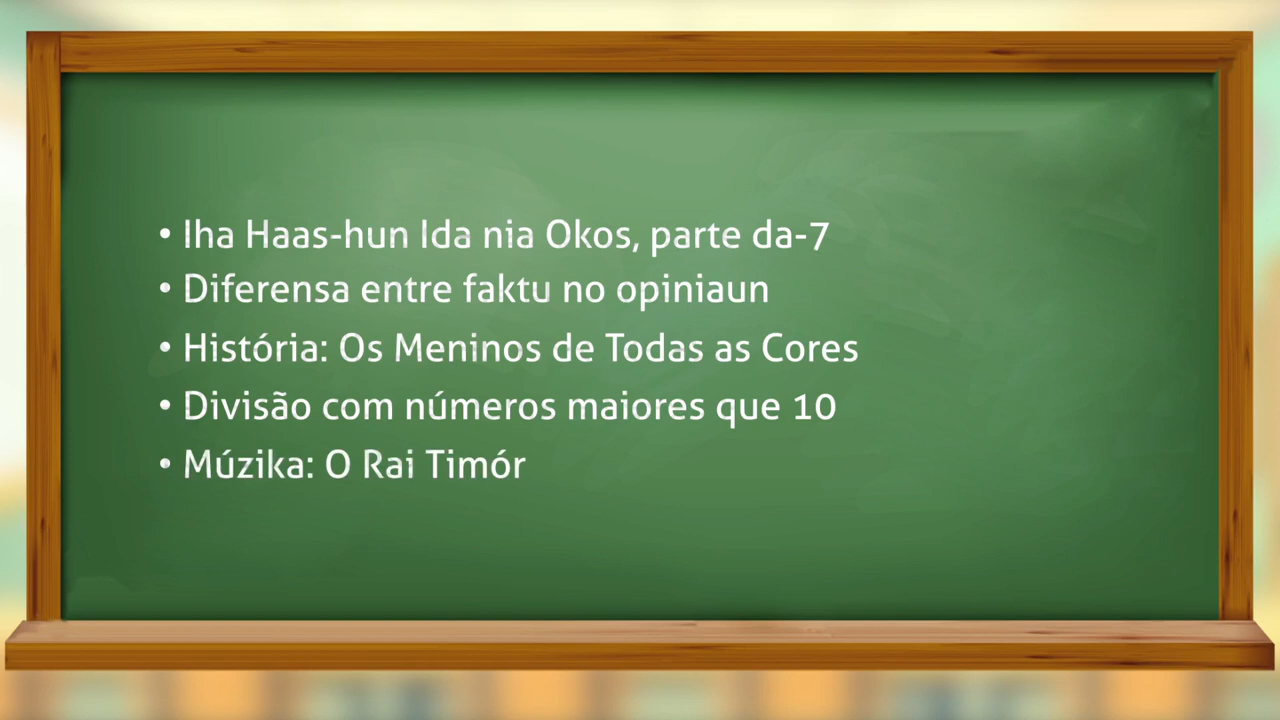 • Iha Haas-hun Ida nia Okos, parte da-7
• Diferensa entre faktu no opiniaun
• História: Os Meninos de Todas as Cores
• Divisão com números maiores que 10
• Múzika: O Rai Timór